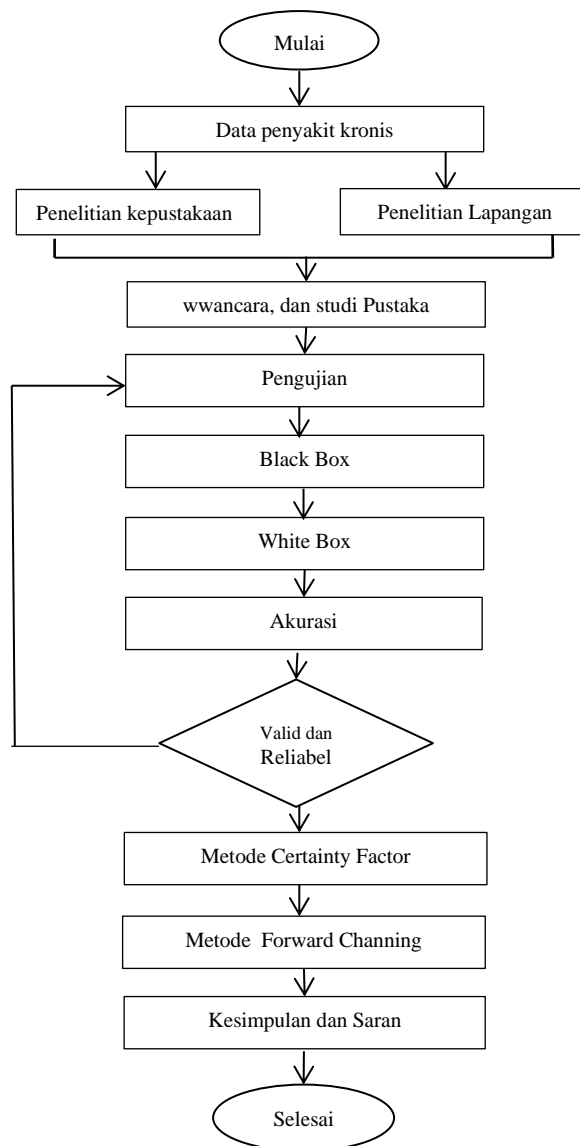 Mulai
Data penyakit kronis
Penelitian kepustakaan
Penelitian Lapangan
wwancara, dan studi Pustaka
Pengujian
Black Box
White Box
Akurasi
Valid dan
Reliabel
Metode Certainty Factor
Metode Forward Channing
Kesimpulan dan Saran
Selesai